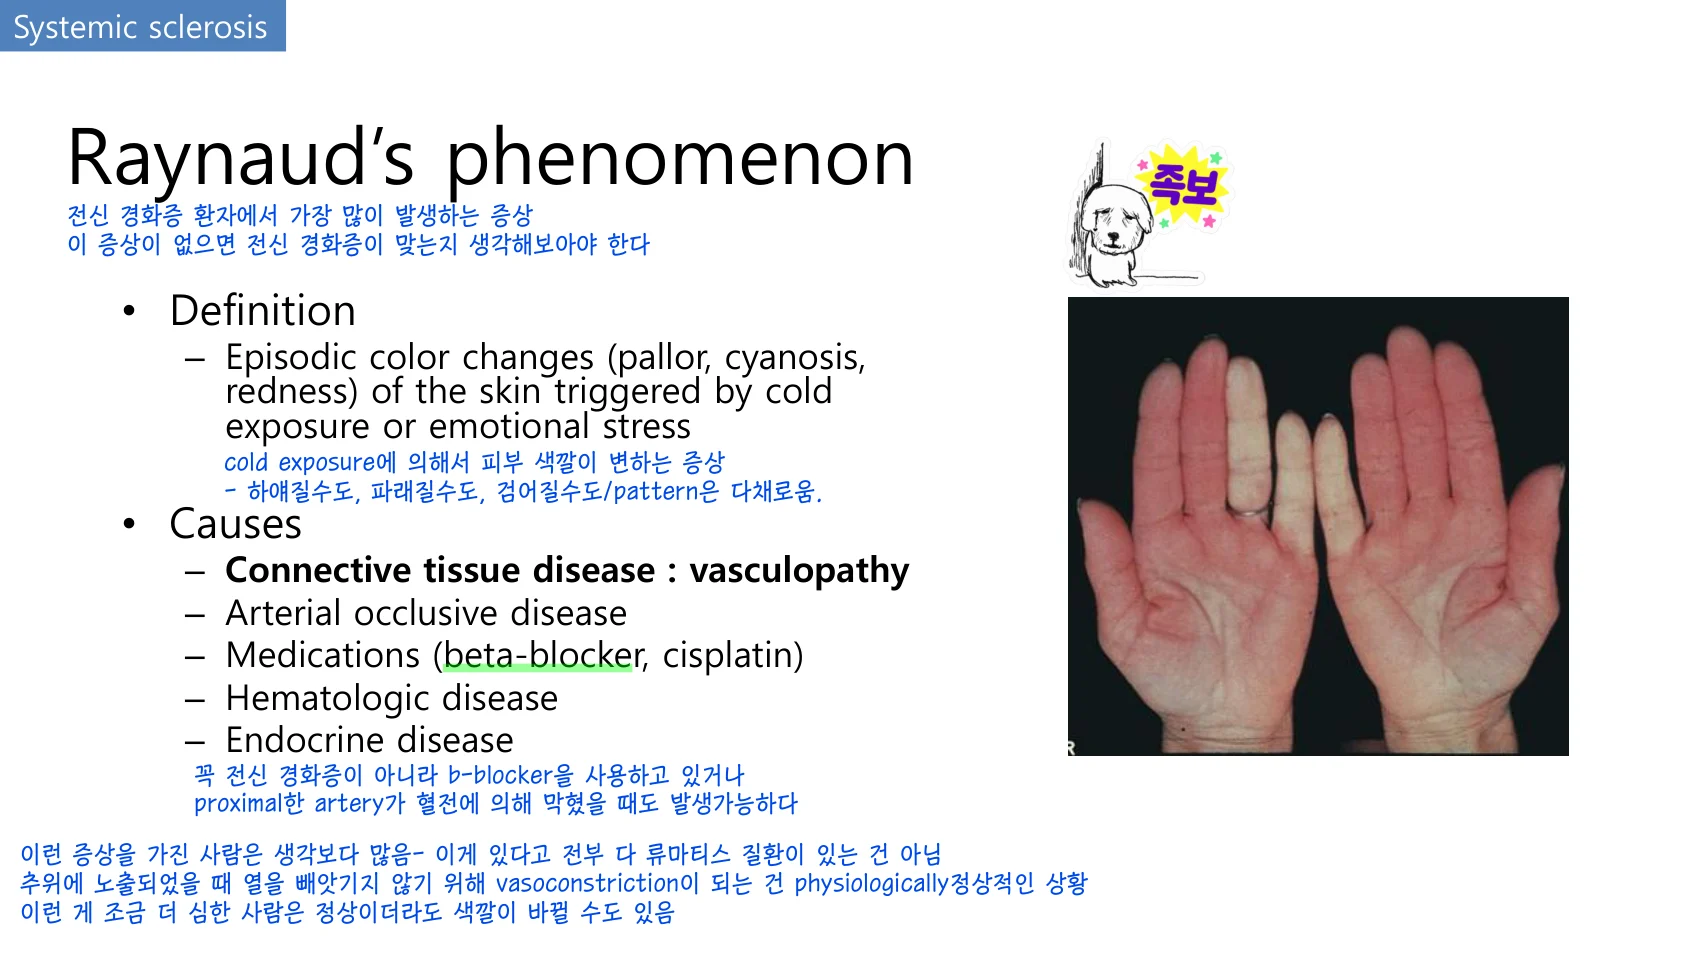 Systemic sclerosis
Raynaud's phenomenon
전신 경화증 환자에서 가장 많이 발생하는 증상
이 증상이 없으면 전신 경화증이 맞는지 생각해보아야 한다
족보
• Definition
– Episodic color changes (pallor, cyanosis,
redness) of the skin triggered by cold
exposure or emotional stress
cold exposure에 의해서 피부 색깔이 변하는 증상
- 하얘질수도, 파래질수도, 검어질수도/pattern은 다채로움.
• Causes
– Connective tissue disease : vasculopathy
– Arterial occlusive disease
– Medications (beta-blocker, cisplatin)
– Hematologic disease
– Endocrine disease
꼭 전신 경화증이 아니라 b-blocker을 사용하고 있거나
proximal한 artery가 혈전에 의해 막혔을 때도 발생가능하다
R
이런 증상을 가진 사람은 생각보다 많음- 이게 있다고 전부 다 류마티스 질환이 있는 건 아님
추위에 노출되었을 때 열을 빼앗기지 않기 위해 vasoconstriction이 되는 건 physiologically정상적인 상황
이런 게 조금 더 심한 사람은 정상이더라도 색깔이 바뀔 수도 있음